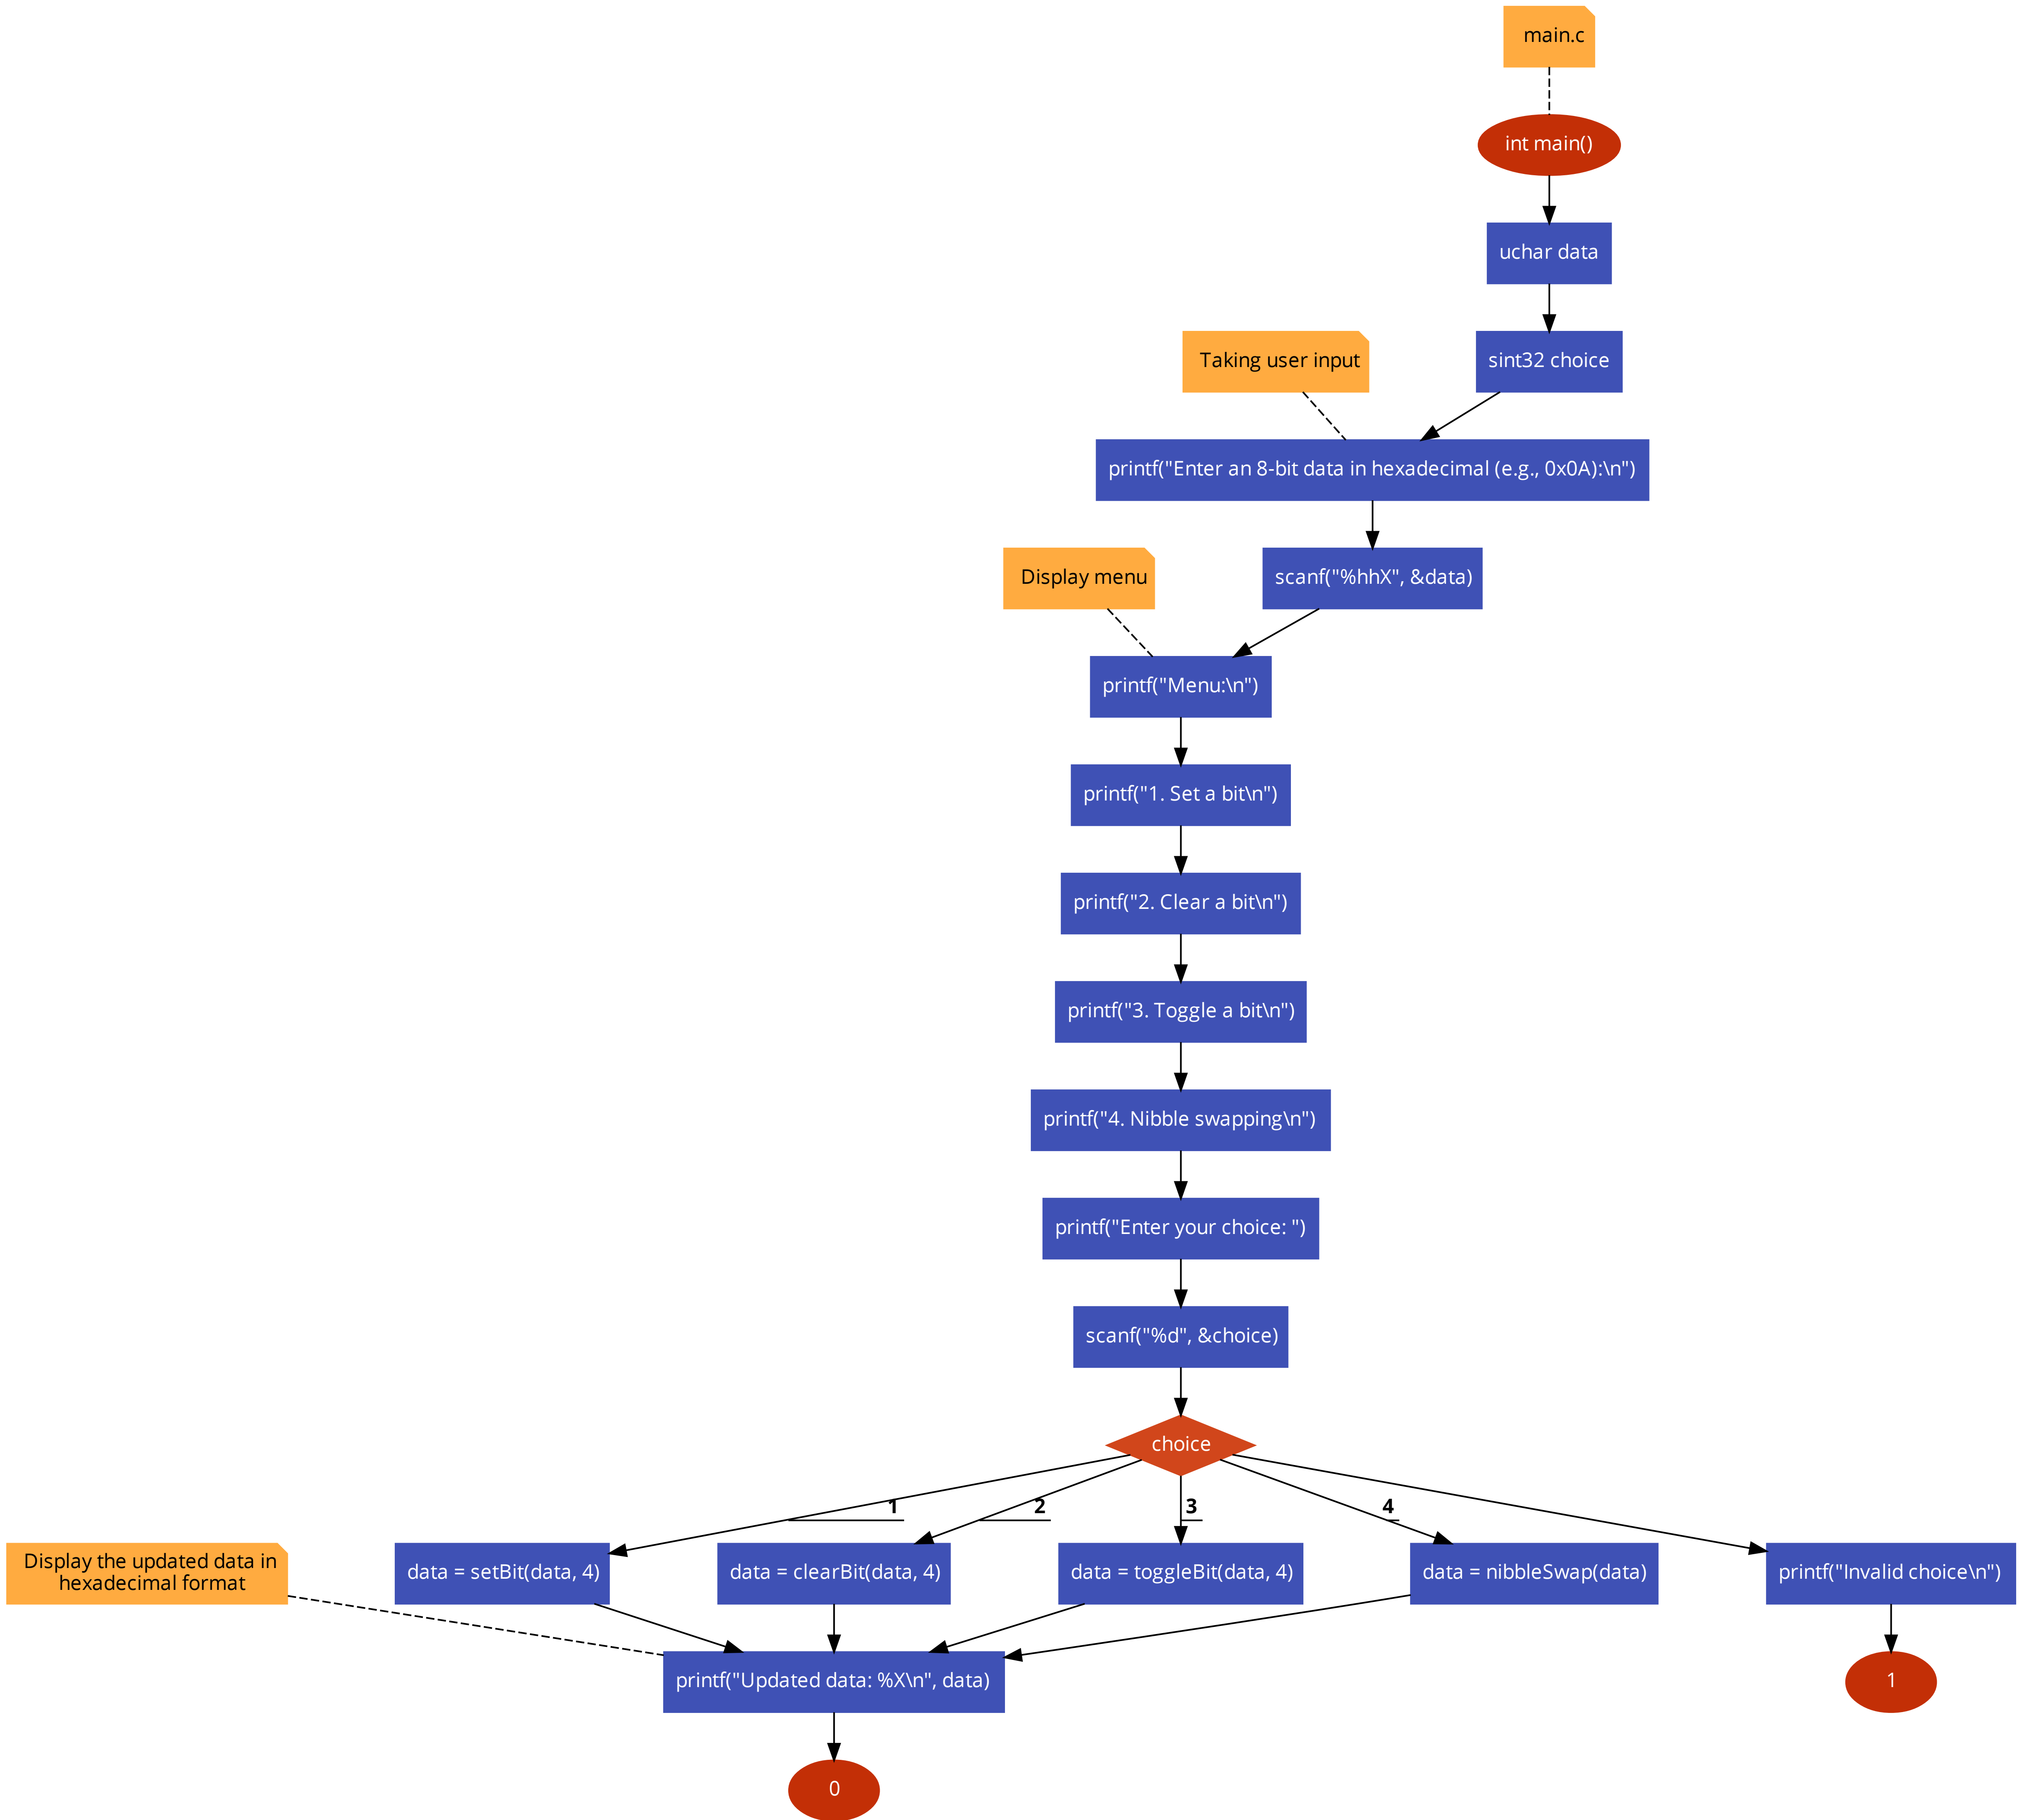 main.c
int main()
uchar data
Taking user input
sint32 choice
printf("Enter an 8-bit data in hexadecimal (e.g., 0x0A):\n")
Display menu
scanf("%hhX", &data)
printf("Menu:\n")
printf("1. Set a bit\n")
printf("2. Clear a bit\n")
printf("3. Toggle a bit\n")
printf("4. Nibble swapping\n")
printf("Enter your choice: ")
scanf("%d", &choice)
choice
1
2
3
4
Display the updated data in
hexadecimal format
data = setBit(data, 4)
data = clearBit(data, 4)
data = toggleBit(data, 4)
data = nibbleSwap(data)
printf("Invalid choice\n")
printf("Updated data: %X\n", data)
1
0